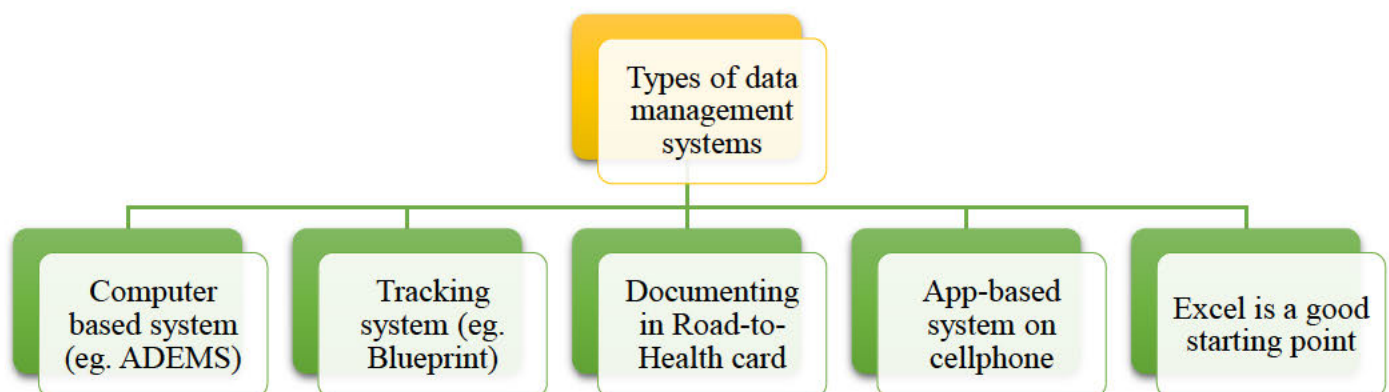 Types of data
management
systems
Computer
based system
(eg. ADEMS)
Tracking
system (eg.
Blueprint)
Documenting
in Road-to-
Health card
App-based
system on
cellphone
Excel is a good
starting point